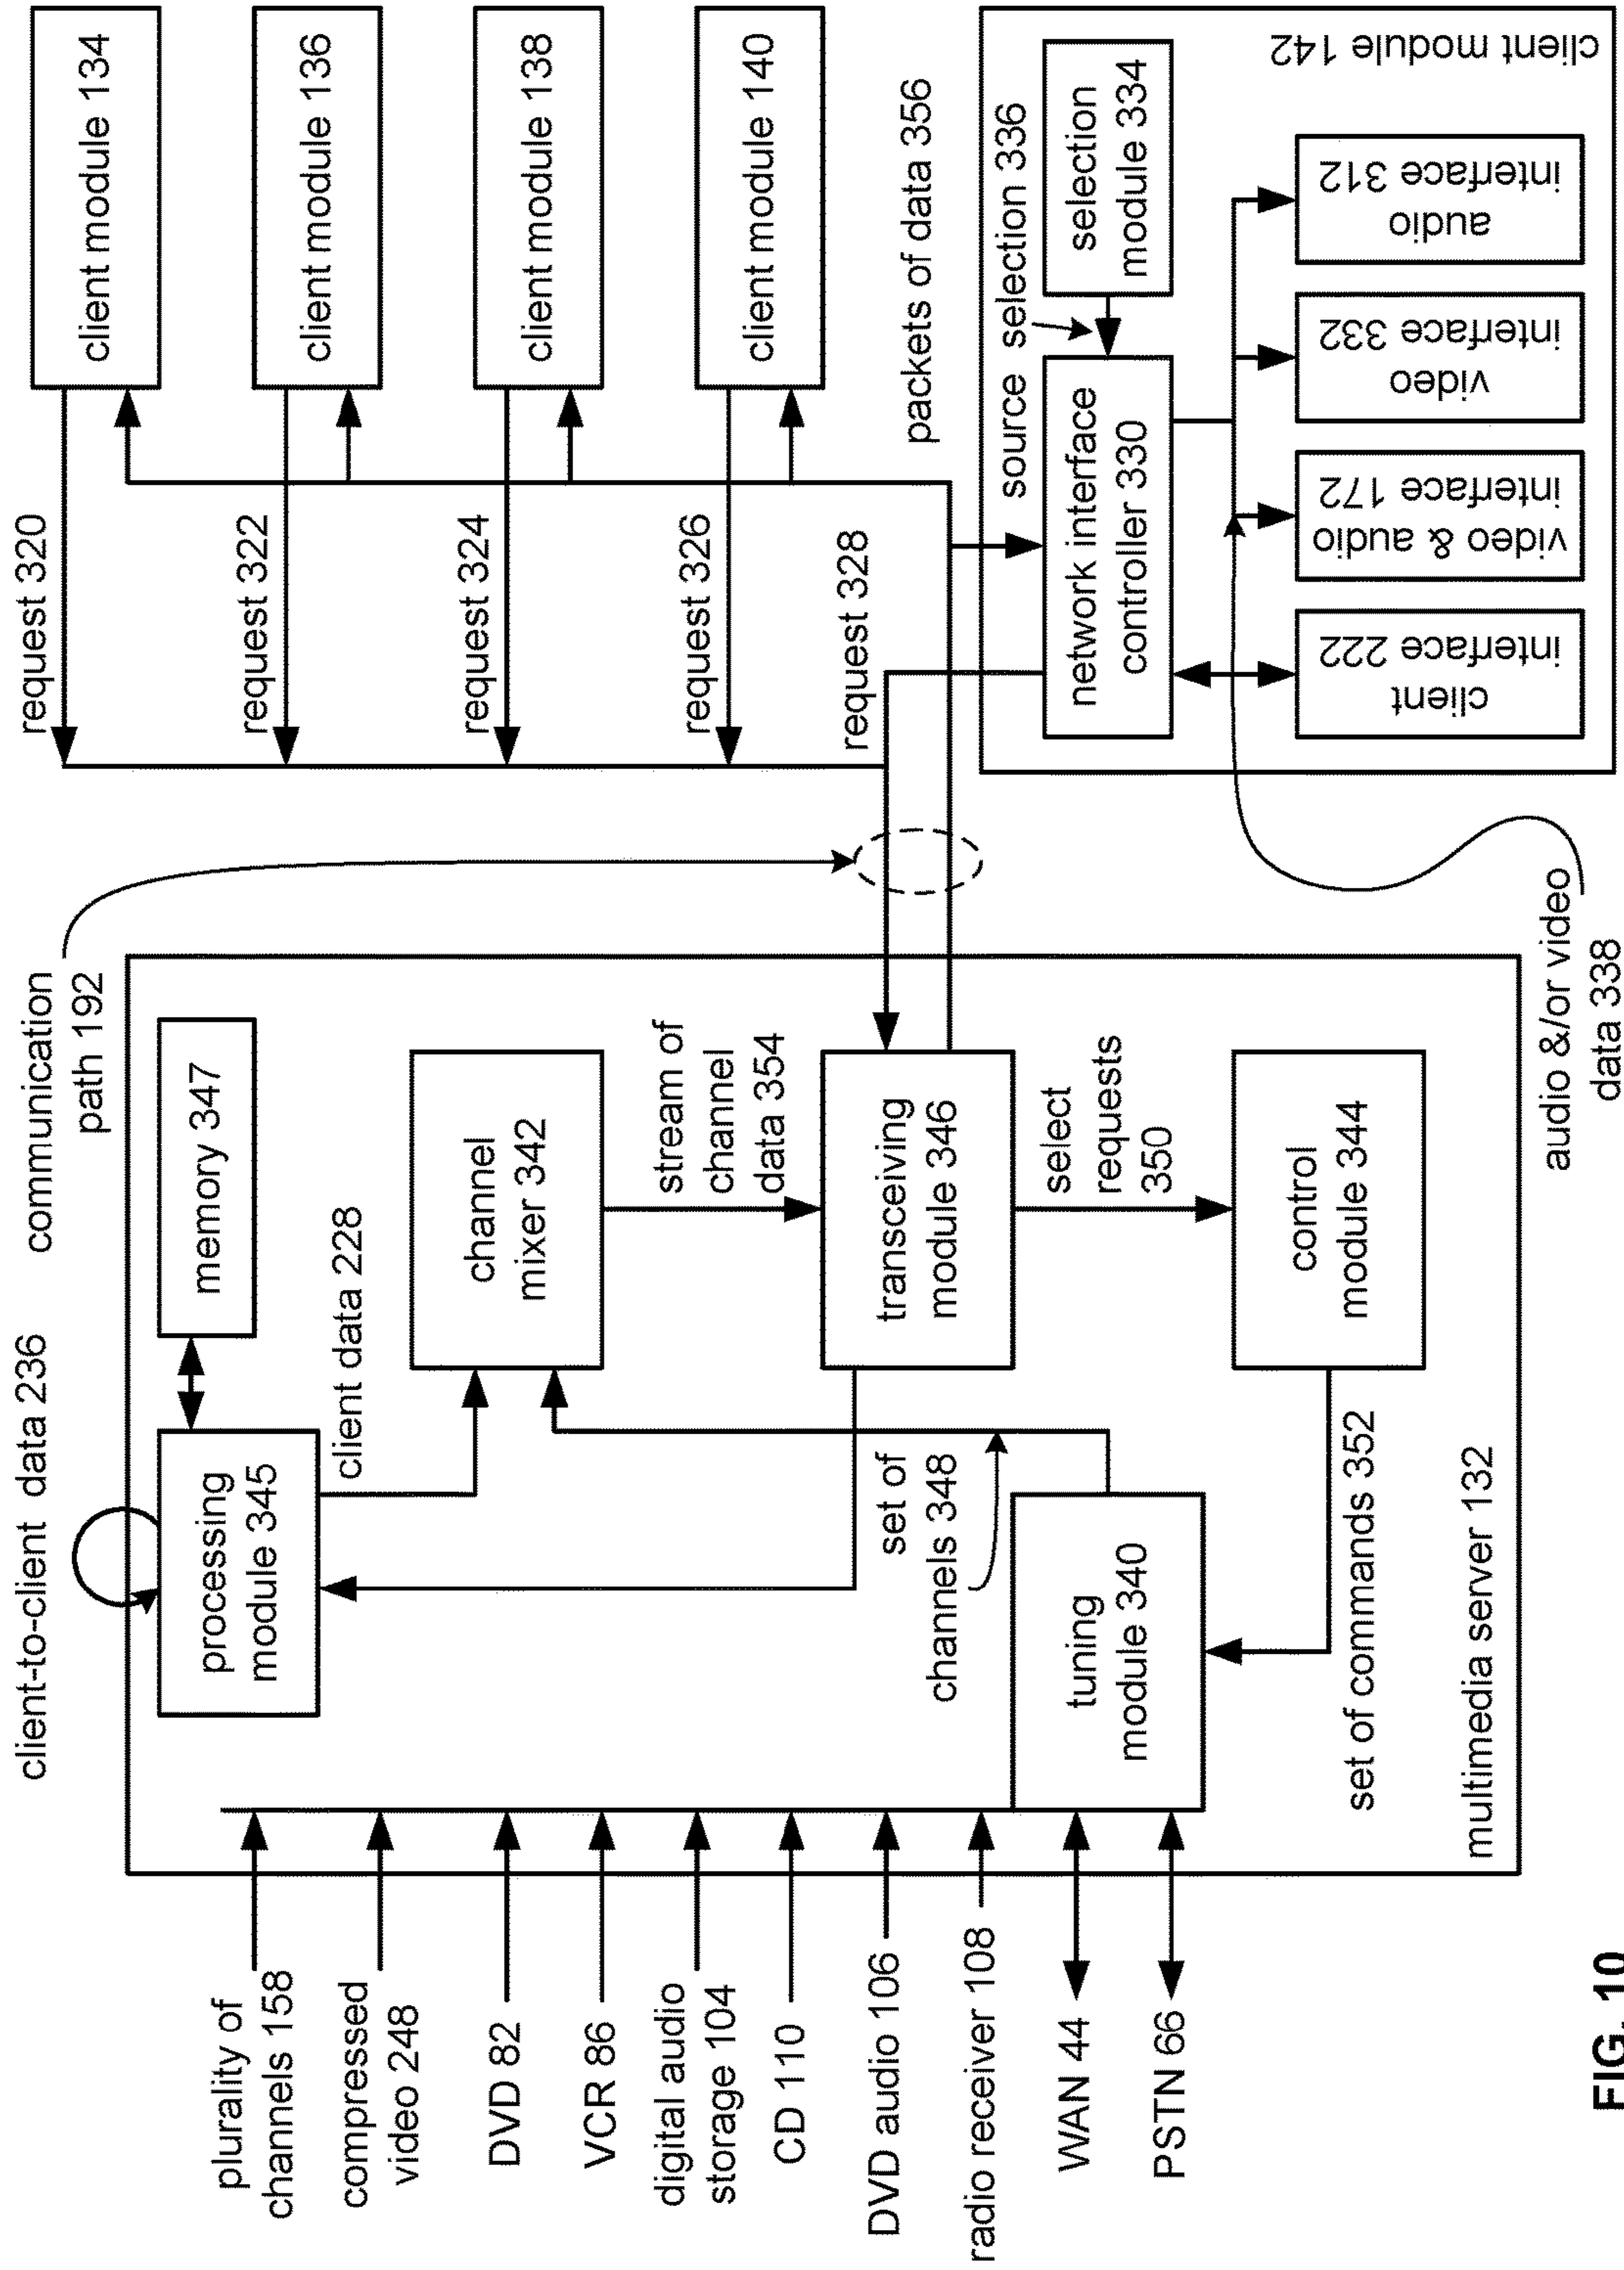 client-to-client data 236
communication
path 192
plurality of
channels 158
compressed
video 248
DVD 82
VCR 86
digital audio
storage 104
CD 110
DVD audio 106
radio receiver 108
WAN 44
PSTN 66
processing
module 345
memory 347
client data 228
channel
mixer 342
stream of
channel
data 354
set of
channels 348
transceiving
module 346
select
requests
350
tuning
module 340
control
module 344
set of commands 352
multimedia server 132
request 320
client module 134
request 322
client module 136
request 324
client module 138
request 326
client module 140
request 328
packets of data 356
source selection 336
network interface
controller 330
selection
module 334
client
interface 222
video & audio
interface 172
video
interface 332
audio
interface 312
client module 142
audio &/or video
data 338
FIG. 10